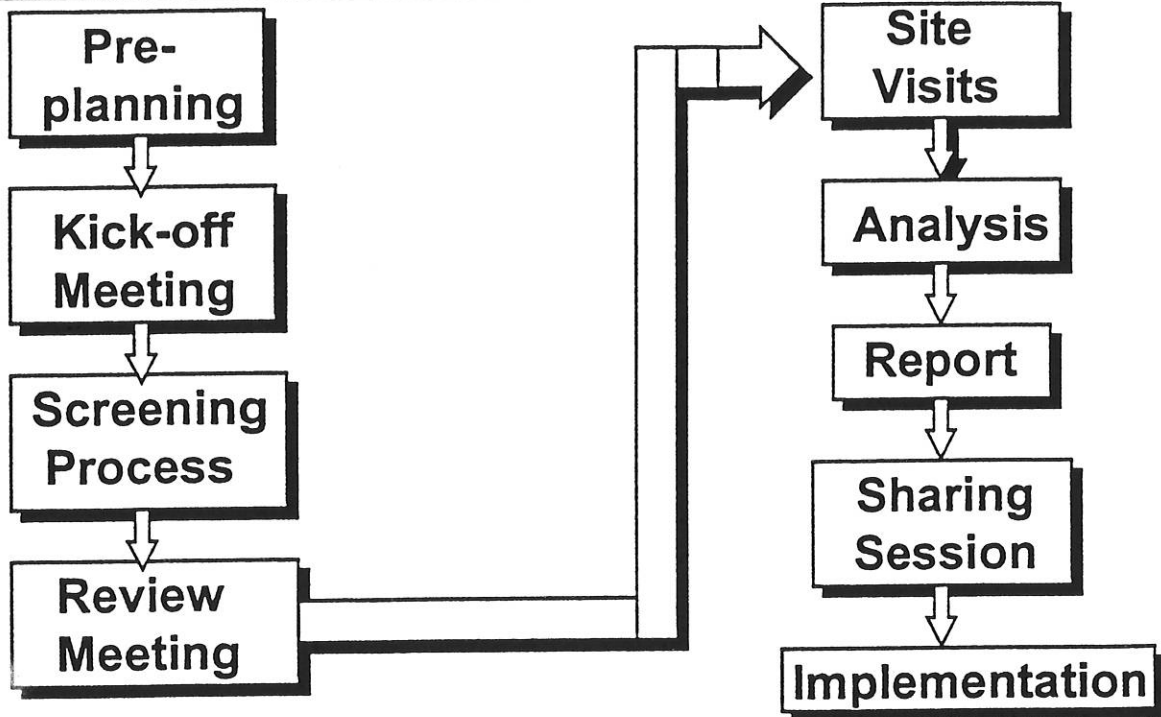 Pre-
planning
Kick-off
Meeting
Screening
Process
Review
Meeting
Site
Visits
Analysis
Report
Sharing
Session
Implementation